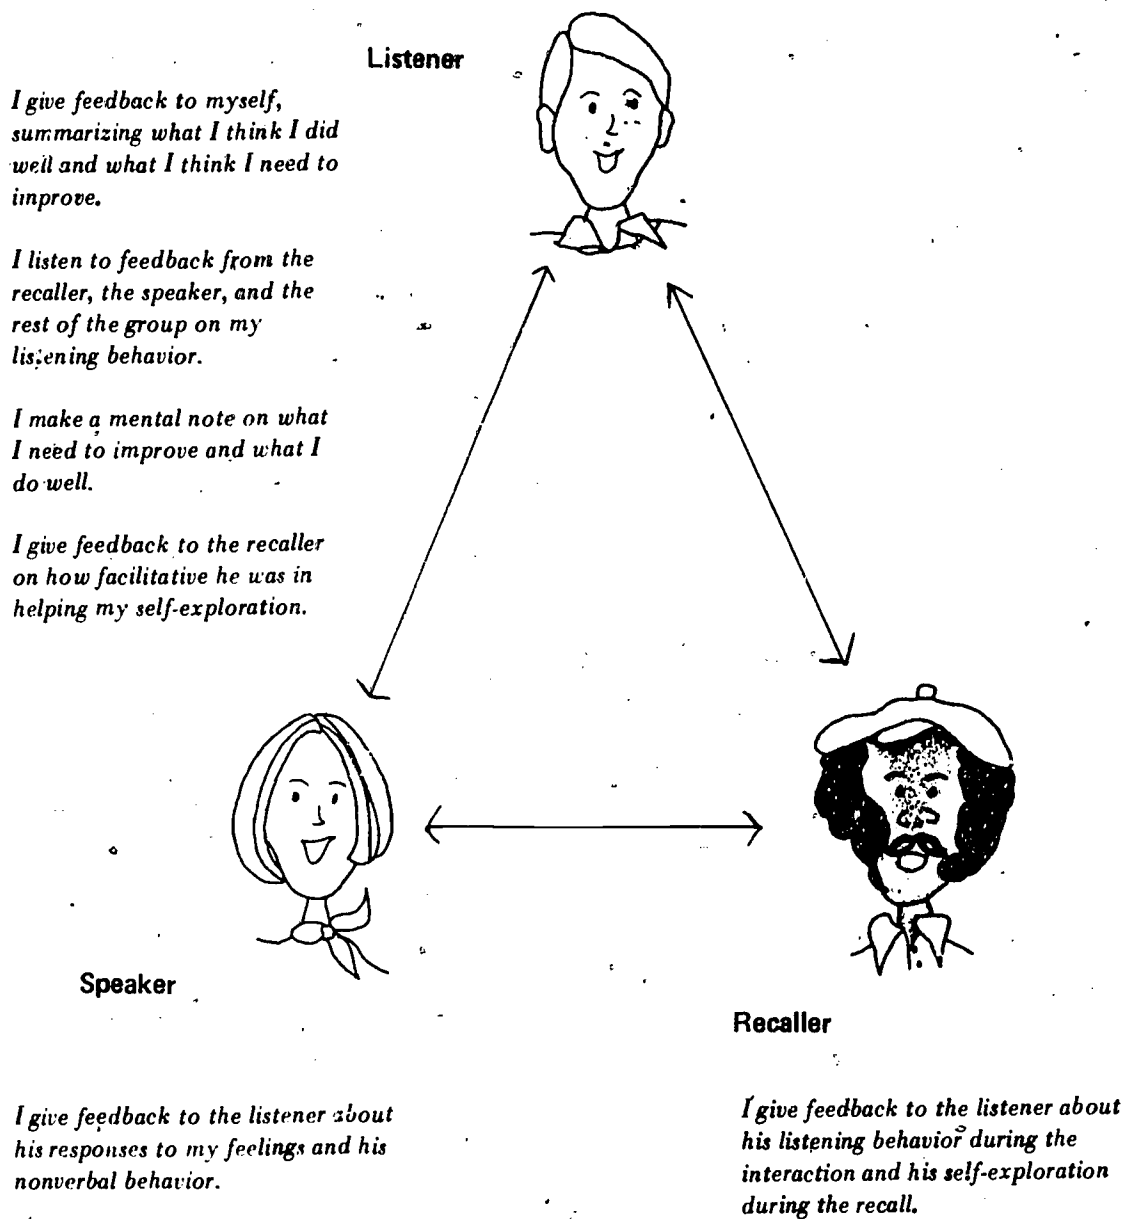 Listener
I give feedback to myself,
summarizing what I think I did
well and what I think I need to
improve.
I listen to feedback from the
recaller, the speaker, and the
rest of the group on my
listening behavior.
I make a mental note on what
I need to improve and what I
do well.
I give feedback to the recaller
on how facilitative he was in
helping my self-exploration.
Speaker
Recaller
I give feedback to the listener about
his responses to my feelings and his
nonverbal behavior.
I give feedback to the listener about
his listening behavior during the
interaction and his self-exploration
during the recall.